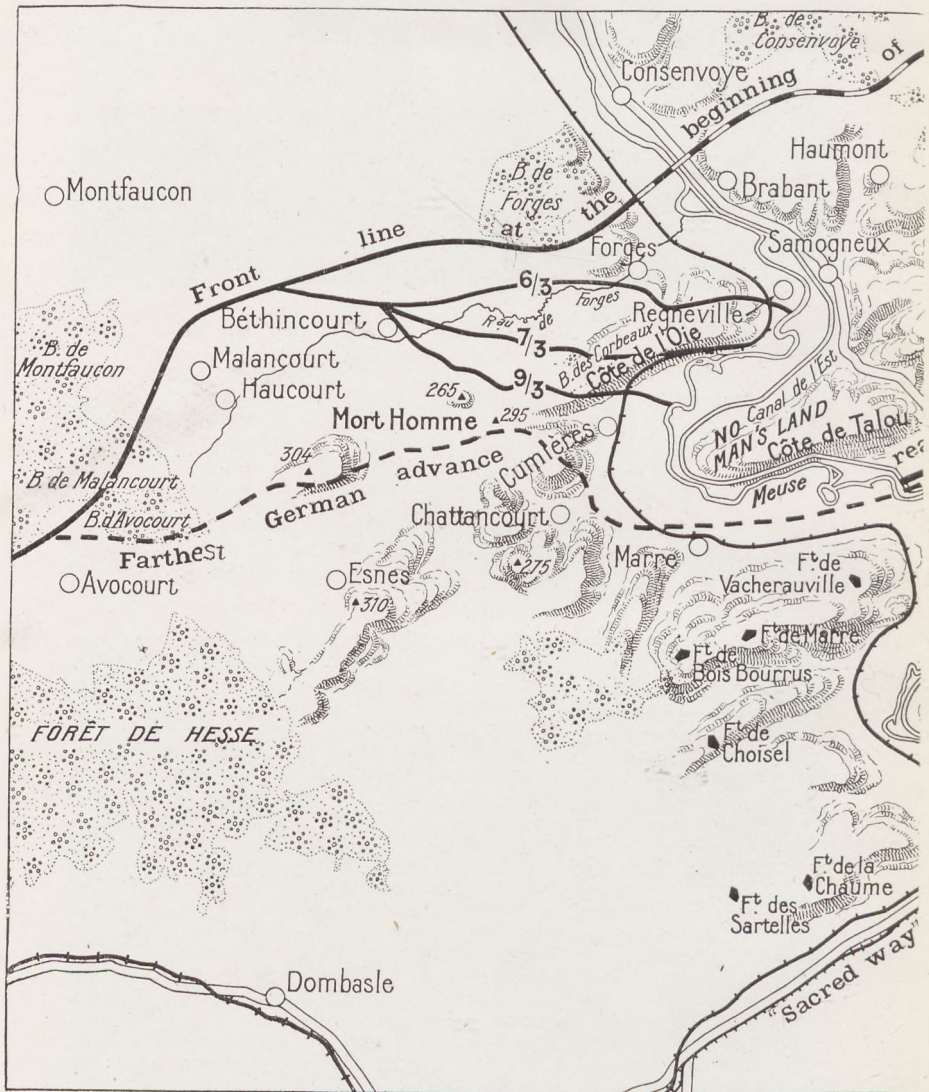 B. de
Consenvoye
Consenvoye
Front line at the beginning of
Haumont
B. de
Forges
Montfaucon
Brabant
Samogneux
Forges
6/3
Forges
Rau de
Regneville
Béthincourt
7/3
B. des Corbeaux
Côte de l'Oie
B. de
Montfaucon
Malancourt
9/3
Haucourt
265
Canal de l'Est
NO
MAN'S LAND
Mort Homme
295
Côte de Talou
Cumières
304
Farthest German advance rea
B. de Malancourt
Meuse
B. d'Avocourt
Chattancourt
Marre
275
Avocourt
Esnes
310
Ft de
Vacherauville
Ft de Marre
Ft de
Bois Bourrus
FORÊT DE HESSE
Ft de
Choisel
Ft de la
Chaume
Ft des
Sartelles
"Sacred way"
Dombasle